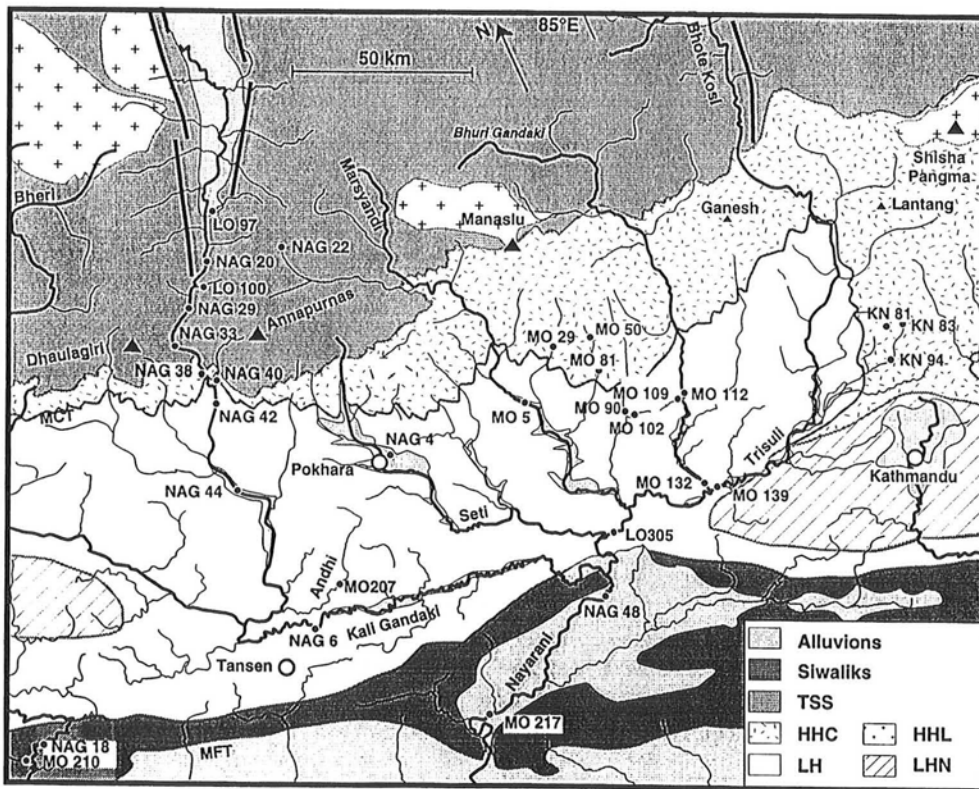 N
85°E
50 km
Bhote Kosi
Bhuri Gandaki
Shisha
Pangma
Bheri
Marsyandi
Lantang
LO 97
Manaslu
Ganesh
NAG 22
NAG 20
LO 100
NAG 29
Annapurnas
KN 81
KN 83
NAG 33
MO 50
Dhaulagiri
MO 29
KN 94
MO 81
NAG 38
NAG 40
MO 109
MO 112
MCT
NAG 42
MO 5
MO 90
MO 102
NAG 4
Trisuli
Pokhara
Kathmandu
MO 132
NAG 44
MO 139
Seti
LO305
Andhi
MO207
NAG 48
Kali Gandaki
NAG 6
Nayarani
Tansen
MO 217
NAG 18
MO 210
MFT
Alluvions
Siwaliks
TSS
HHC
HHL
LH
LHN